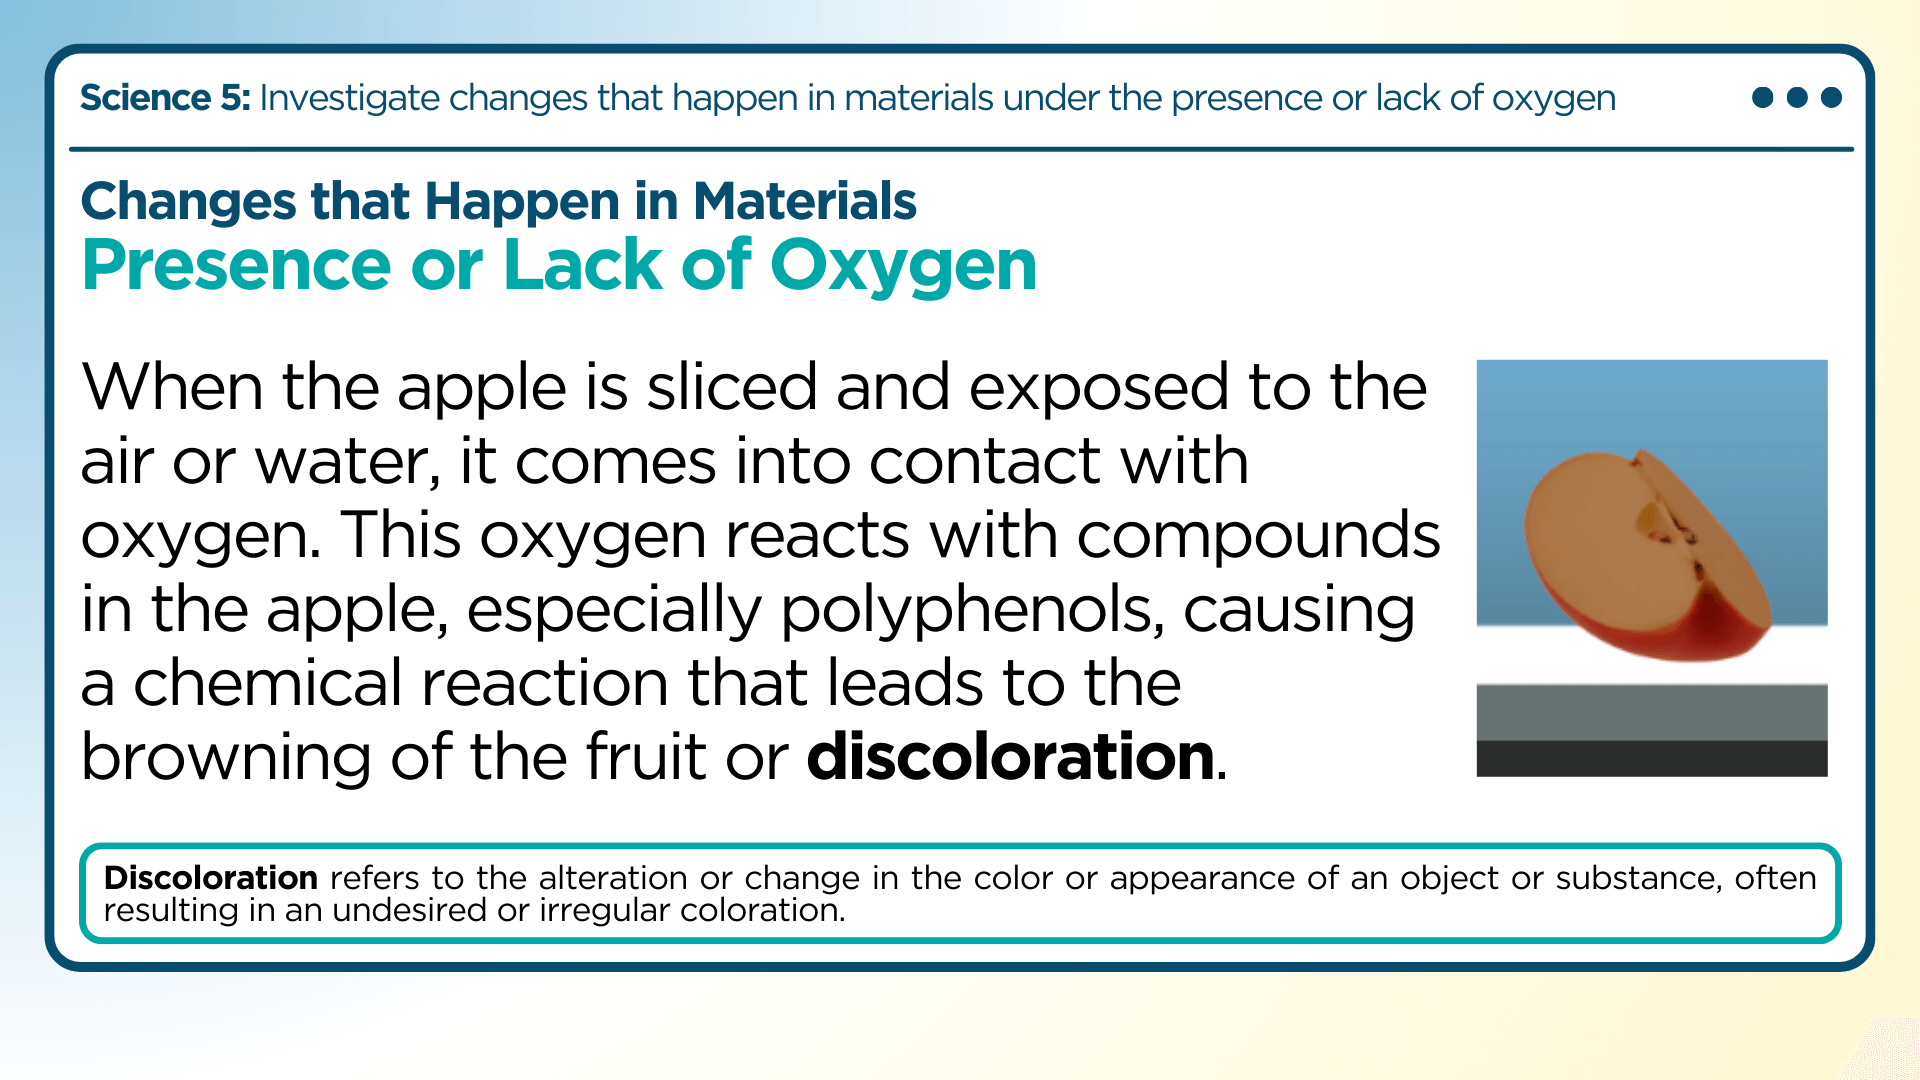 Science 5: Investigate changes that happen in materials under the presence or lack of oxygen
Changes that Happen in Materials
Presence or Lack of Oxygen
When the apple is sliced and exposed to the
air or water, it comes into contact with
oxygen. This oxygen reacts with compounds
in the apple, especially polyphenols, causing
a chemical reaction that leads to the
browning of the fruit or discoloration.
Discoloration refers to the alteration or change in the color or appearance of an object or substance, often
resulting in an undesired or irregular coloration.